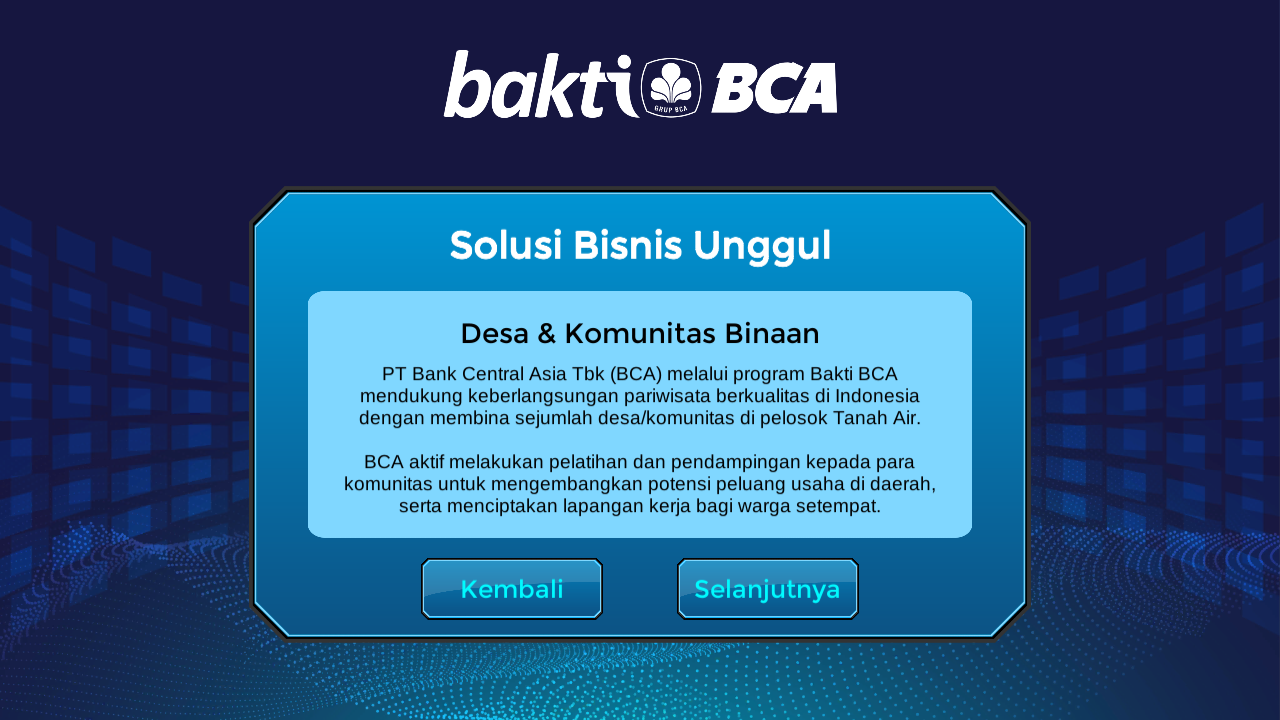 bakti BCA
GRUP BCA
Solusi Bisnis Unggul
Desa & Komunitas Binaan
PT Bank Central Asia Tbk (BCA) melalui program Bakti BCA
mendukung keberlangsungan pariwisata berkualitas di Indonesia
dengan membina sejumlah desa/komunitas di pelosok Tanah Air.
BCA aktif melakukan pelatihan dan pendampingan kepada para
komunitas untuk mengembangkan potensi peluang usaha di daerah,
serta menciptakan lapangan kerja bagi warga setempat.
Kembali
Selanjutnya